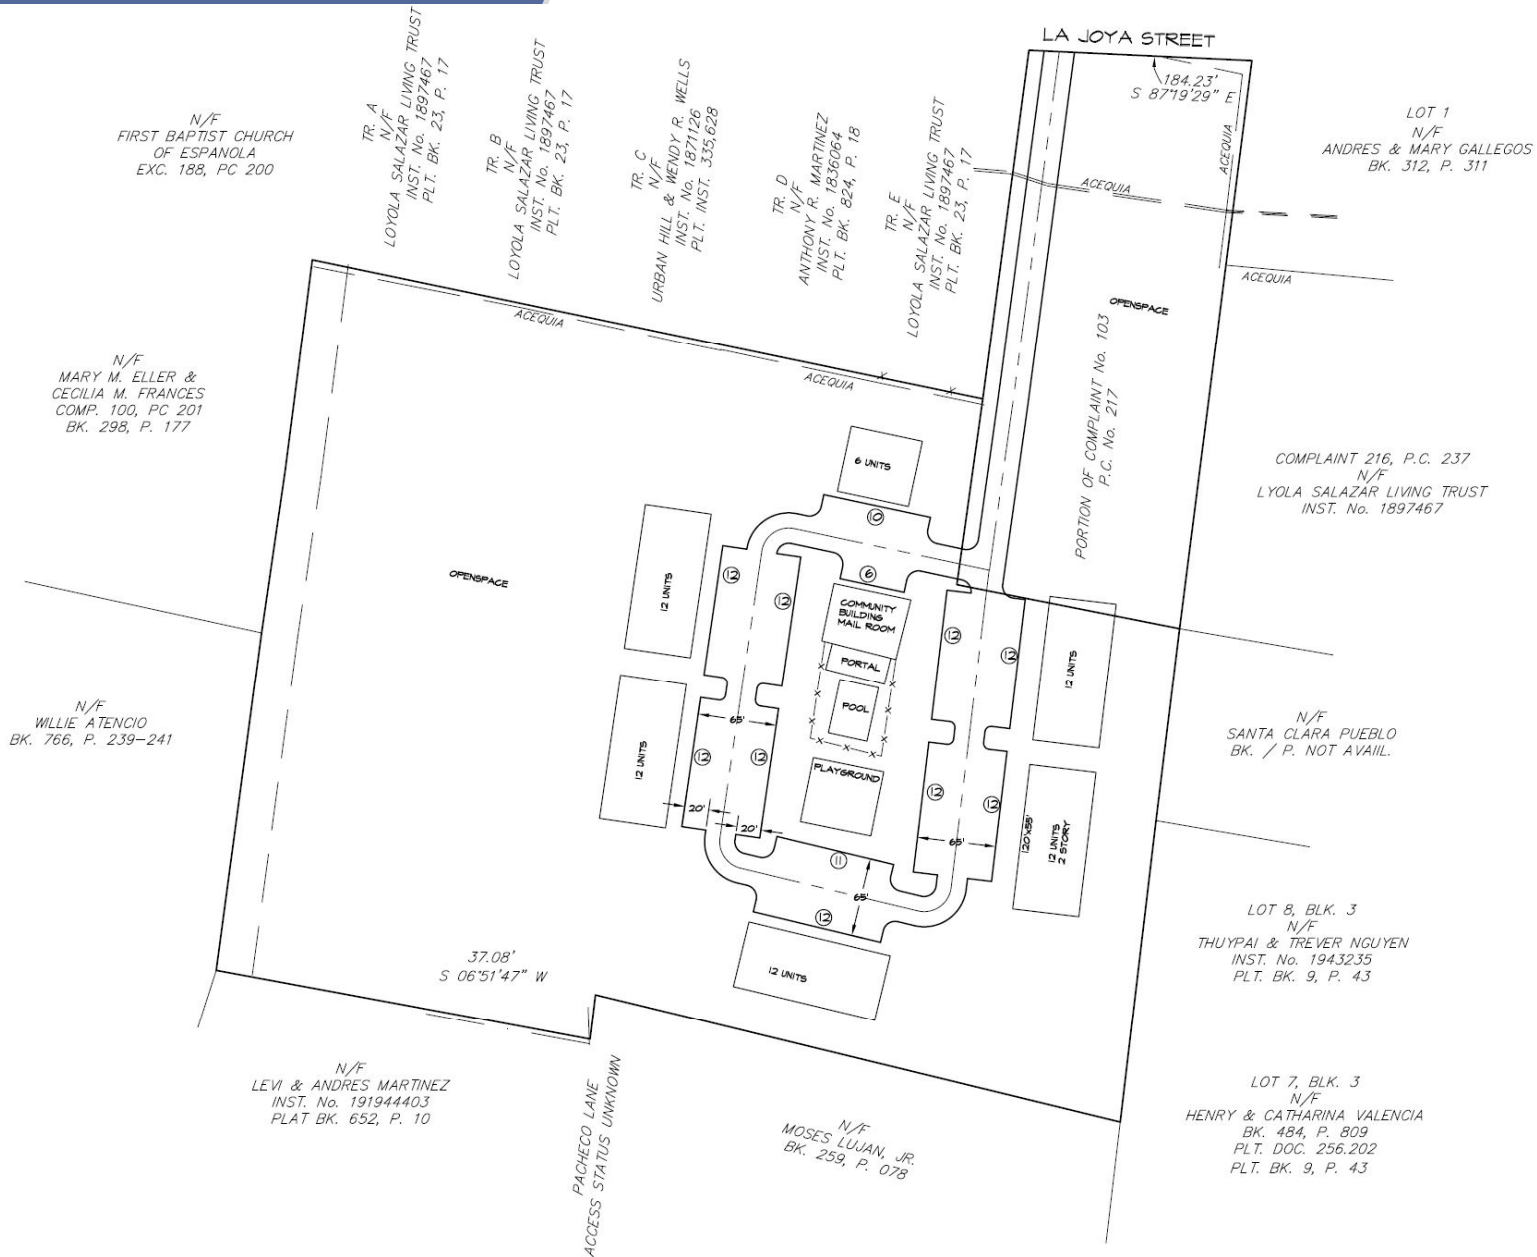 LA JOYA STREET
184.23'
S 87°19'29" E
N/F
FIRST BAPTIST CHURCH
OF ESPANOLA
EXC. 188, PC 200
TR. A
N/F
LOYOLA SALAZAR LIVING TRUST
INST. No. 1897467
PLT. BK. 23, P. 17
TR. B
N/F
LOYOLA SALAZAR LIVING TRUST
INST. No. 1897467
PLT. BK. 23, P. 17
TR. C
N/F
URBAN HILL & WENDY R. WELLS
INST. No. 1871126
PLT. INST. 335,628
TR. D
N/F
ANTHONY R. MARTINEZ
INST. No. 1836064
PLT. BK. 824, P. 18
TR. E
N/F
LOYOLA SALAZAR LIVING TRUST
INST. No. 1897467
PLT. BK. 23, P. 17
ACEQUIA
ACEQUIA
LOT 1
N/F
ANDRES & MARY GALLEGOS
BK. 312, P. 311
ACEQUIA
OPENSPACE
PORTION OF COMPLAINT No. 103
P.C. No. 217
ACEQUIA
ACEQUIA
N/F
MARY M. ELLER &
CECILIA M. FRANCES
COMP. 100, PC 201
BK. 298, P. 177
COMPLAINT 216, P.C. 237
N/F
LYOLA SALAZAR LIVING TRUST
INST. No. 1897467
6 UNITS
10
OPENSPACE
12 UNITS
12
12
6
COMMUNITY
BUILDING
MAIL ROOM
PORTAL
POOL
PLAYGROUND
12
12
12 UNITS
N/F
WILLIE ATENCIO
BK. 766, P. 239-241
12 UNITS
65'
12
12
20'
20'
12
12
65'
120'x55'
12 UNITS
2 STORY
N/F
SANTA CLARA PUEBLO
BK. / P. NOT AVAIIL.
11
65'
12
12 UNITS
LOT 8, BLK. 3
N/F
THUYPAI & TREVER NGUYEN
INST. No. 1943235
PLT. BK. 9, P. 43
37.08'
S 06°51'47" W
N/F
LEVI & ANDRES MARTINEZ
INST. No. 191944403
PLAT BK. 652, P. 10
PACHECO LANE
ACCESS STATUS UNKNOWN
N/F
MOSES LUJAN, JR.
BK. 259, P. 078
LOT 7, BLK. 3
N/F
HENRY & CATHARINA VALENCIA
BK. 484, P. 809
PLT. DOC. 256.202
PLT. BK. 9, P. 43